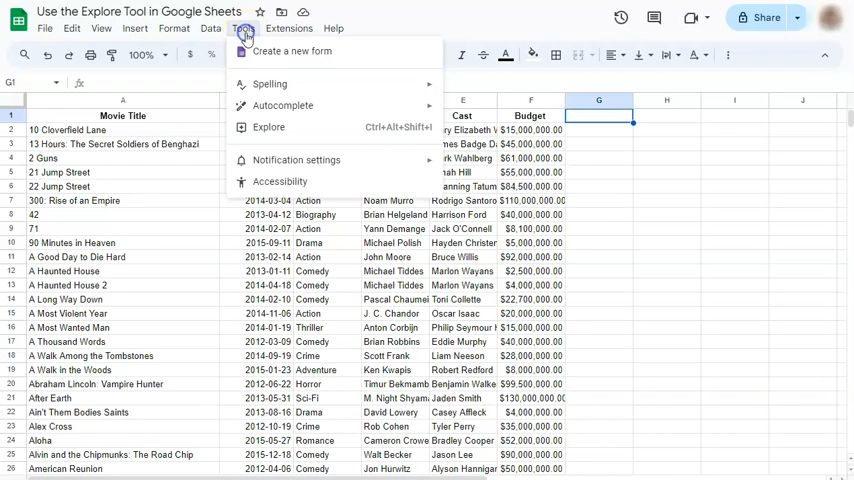 Use the Explore Tool in Google Sheets
File Edit View Insert Format Data Tools Extensions Help
Share
100% $ %
Create a new form
Spelling
Autocomplete
Explore Ctrl+Alt+Shift+I
Notification settings
Accessibility
G1 fx
A E F G H I J
1 Movie Title Cast Budget
2 10 Cloverfield Lane ary Elizabeth W $15,000,000.00
3 13 Hours: The Secret Soldiers of Benghazi ames Badge Da $45,000,000.00
4 2 Guns rk Wahlberg $61,000,000.00
5 21 Jump Street nah Hill $55,000,000.00
6 22 Jump Street anning Tatum $84,500,000.00
7 300: Rise of an Empire 2014-03-04 Action Noam Murro Rodrigo Santoro $110,000,000.00
8 42 2013-04-12 Biography Brian Helgeland Harrison Ford $40,000,000.00
9 71 2014-02-07 Action Yann Demange Jack O'Connell $8,100,000.00
10 90 Minutes in Heaven 2015-09-11 Drama Michael Polish Hayden Christen $5,000,000.00
11 A Good Day to Die Hard 2013-02-14 Action John Moore Bruce Willis $92,000,000.00
12 A Haunted House 2013-01-11 Comedy Michael Tiddes Marlon Wayans $2,500,000.00
13 A Haunted House 2 2014-04-18 Comedy Michael Tiddes Marlon Wayans $4,000,000.00
14 A Long Way Down 2014-02-10 Comedy Pascal Chaumei Toni Collette $22,700,000.00
15 A Most Violent Year 2014-11-06 Action J. C. Chandor Oscar Isaac $20,000,000.00
16 A Most Wanted Man 2014-01-19 Thriller Anton Corbijn Philip Seymour H $15,000,000.00
17 A Thousand Words 2012-03-09 Comedy Brian Robbins Eddie Murphy $40,000,000.00
18 A Walk Among the Tombstones 2014-09-19 Crime Scott Frank Liam Neeson $28,000,000.00
19 A Walk in the Woods 2015-01-23 Adventure Ken Kwapis Robert Redford $8,000,000.00
20 Abraham Lincoln: Vampire Hunter 2012-06-22 Horror Timur Bekmamb Benjamin Walke $99,500,000.00
21 After Earth 2013-05-31 Sci-Fi M. Night Shyama Jaden Smith $130,000,000.00
22 Ain't Them Bodies Saints 2013-08-16 Drama David Lowery Casey Affleck $4,000,000.00
23 Alex Cross 2012-10-19 Crime Rob Cohen Tyler Perry $35,000,000.00
24 Aloha 2015-05-27 Romance Cameron Crowe Bradley Cooper $52,000,000.00
25 Alvin and the Chipmunks: The Road Chip 2015-12-18 Comedy Walt Becker Jason Lee $90,000,000.00
26 American Reunion 2012-04-06 Comedy Jon Hurwitz Alyson Hannigar $50,000,000.00